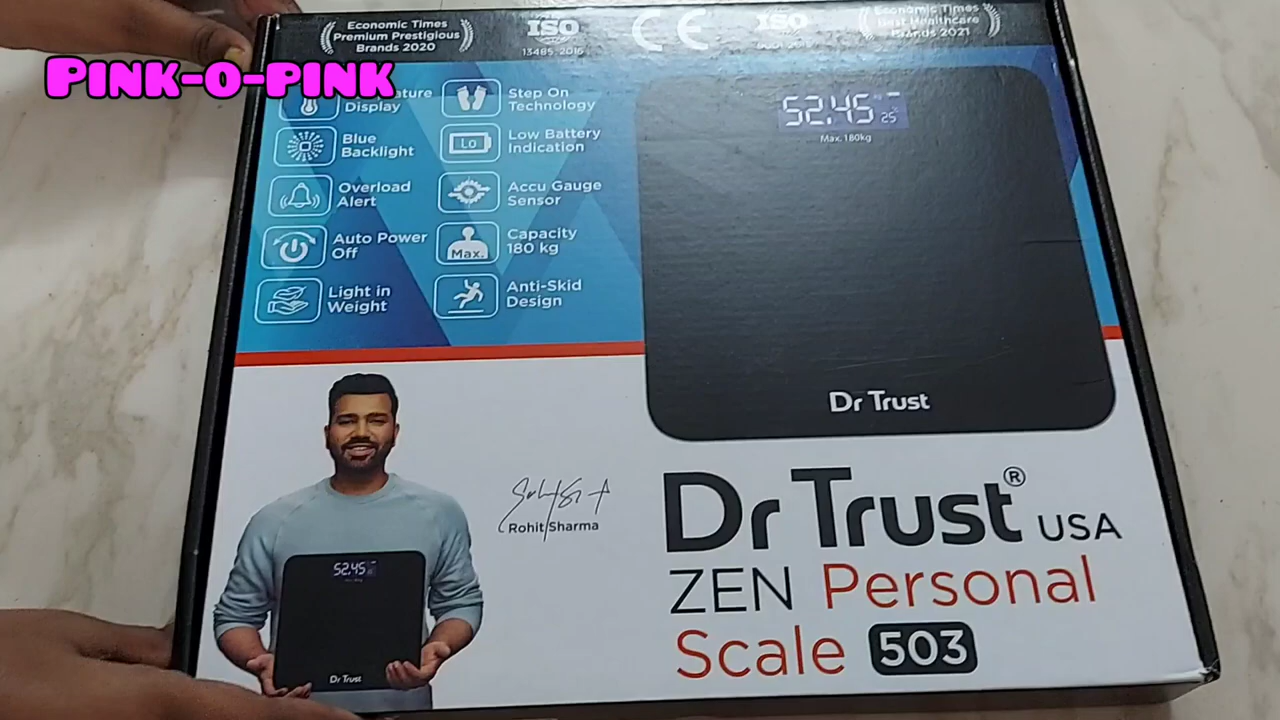 Economic Times
Premium Prestigious
Brands 2020
ISO
13485: 2016
CE
ISO
Economic Times
Best Healthcare
Brands 2021
PINK-O-PINK
Display
Step On
Technology
Blue
Backlight
Lo
Low Battery
Indication
Overload
Alert
Accu Gauge
Sensor
Auto Power
Off
Max.
Capacity
180 kg
Light in
Weight
Anti-Skid
Design
52.45
25°
Max. 180kg
Dr Trust
Rohit Sharma
52.45
Dr Trust
Dr Trust® USA
ZEN Personal
Scale 503